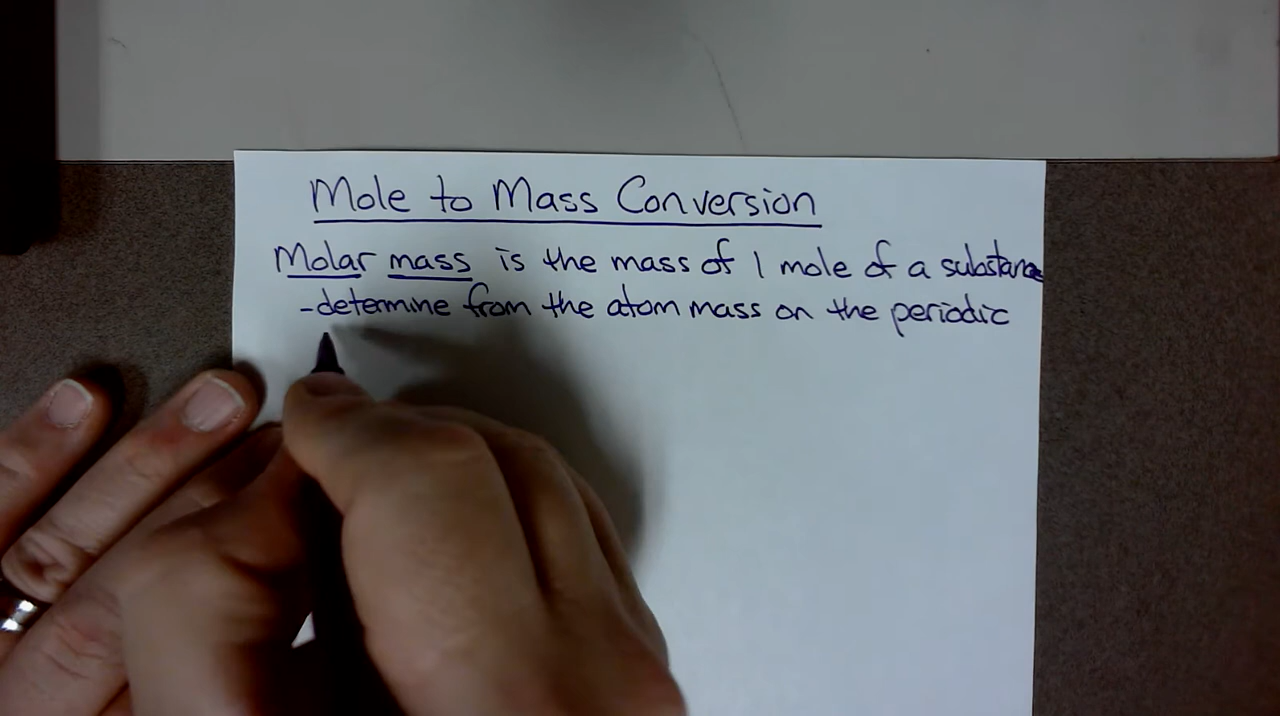 Mole to Mass Conversion
Molar mass is the mass of 1 mole of a substance
-determine from the atom mass on the periodic